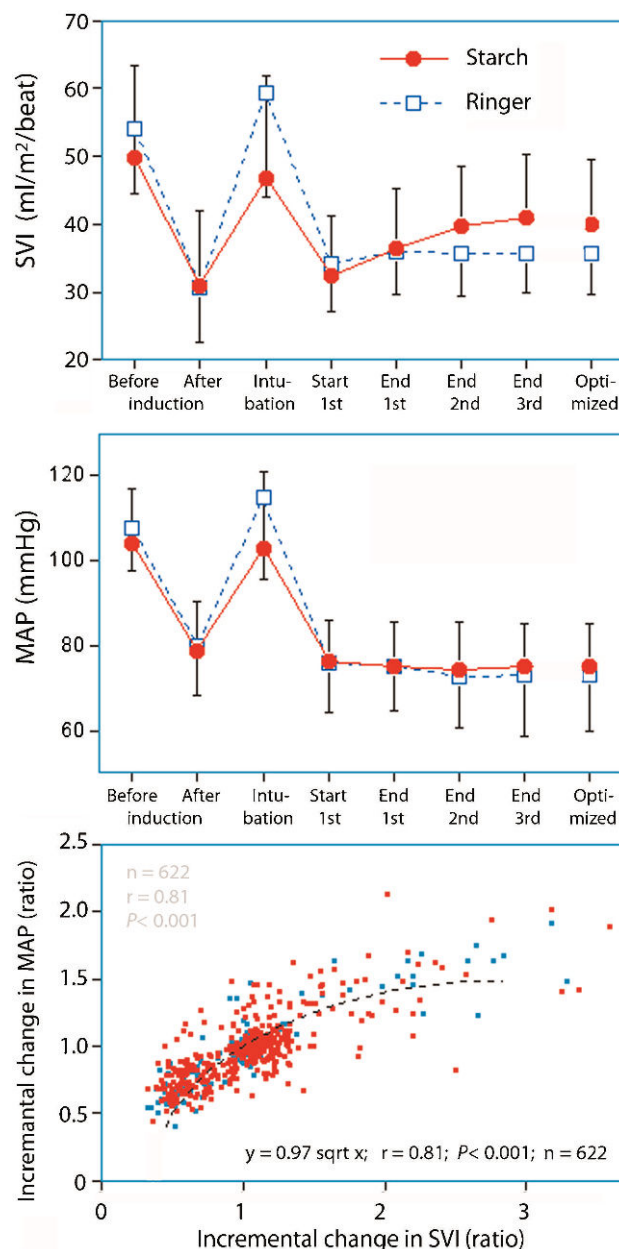 70
60
50
40
30
20
SVI (ml/m²/beat)
Starch
Ringer
Before induction
After
Intu-
bation
Start
1st
End
1st
End
2nd
End
3rd
Opti-
mized
120
100
80
60
MAP (mmHg)
Before induction
After
Intu-
bation
Start
1st
End
1st
End
2nd
End
3rd
Opti-
mized
2.5
2.0
1.5
1.0
0.5
0
Incremantal change in MAP (ratio)
n = 622
r = 0.81
P< 0.001
y = 0.97 sqrt x; r = 0.81; P< 0.001; n = 622
0 1 2 3
Incremental change in SVI (ratio)